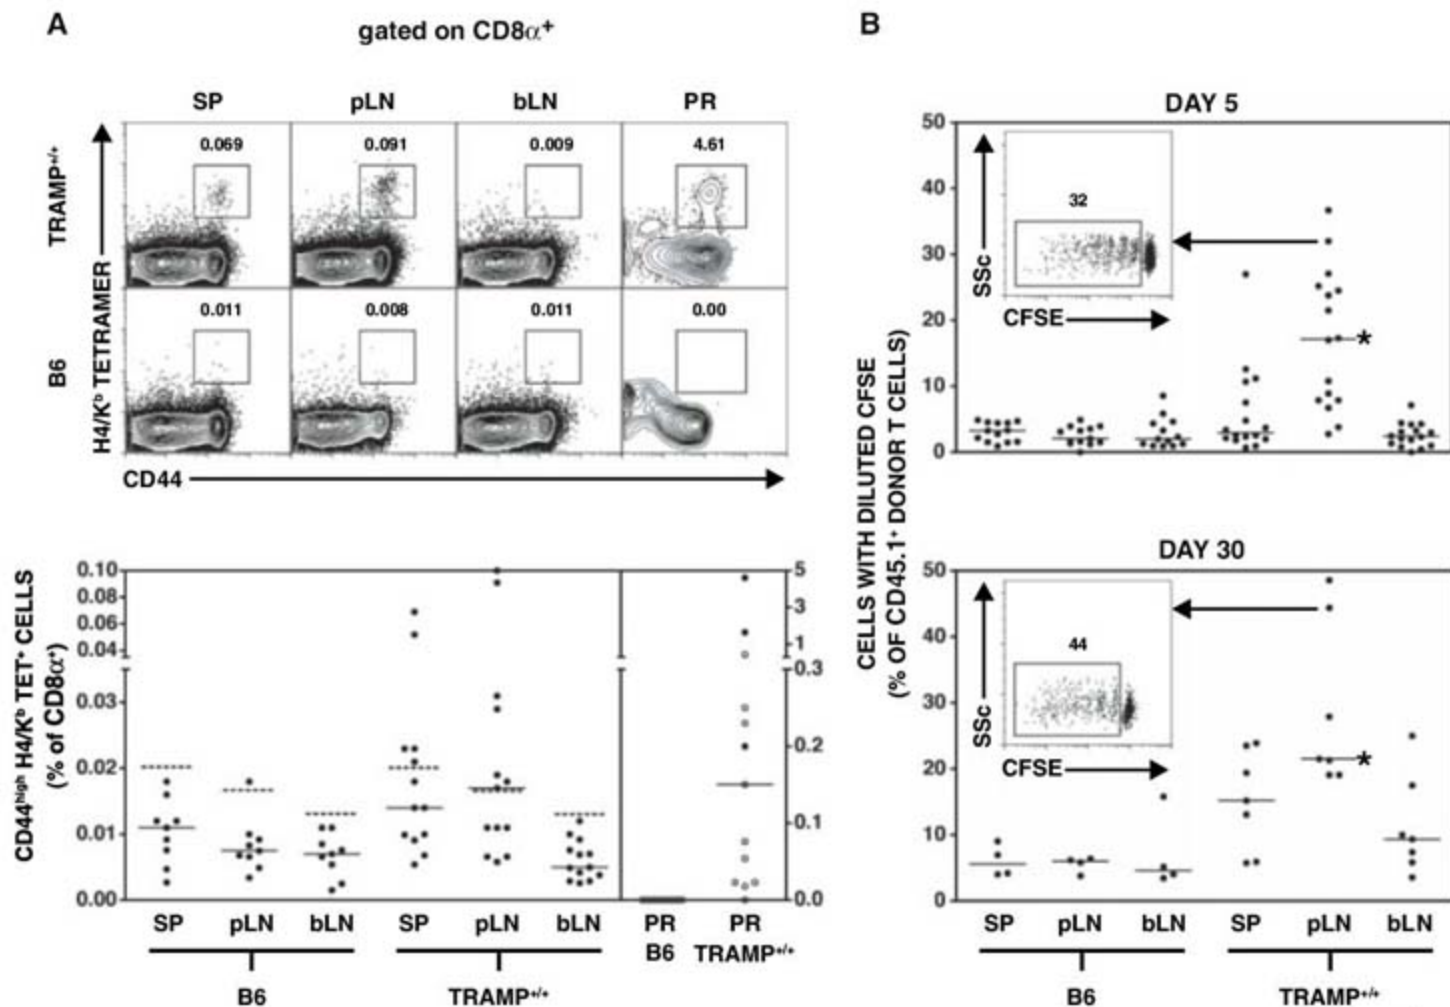 A
gated on CD8α+
SP pLN bLN PR
TRAMP+/+
H4/Kb TETRAMER
0.069 0.091 0.009 4.61
B6
0.011 0.008 0.011 0.00
CD44
CD44high H4/Kb TET+ CELLS
(% of CD8α+)
0.10
0.08
0.06
0.04
0.03
0.02
0.01
0.00
5
3
1
0.3
0.2
0.1
0.0
SP pLN bLN SP pLN bLN PR PR
B6 TRAMP+/+
B6 TRAMP+/+
B
CELLS WITH DILUTED CFSE
(% OF CD45.1+ DONOR T CELLS)
DAY 5
50
40
30
20
10
0
SSc
32
CFSE
*
DAY 30
50
40
30
20
10
0
SSc
44
CFSE
*
SP pLN bLN SP pLN bLN
B6 TRAMP+/+